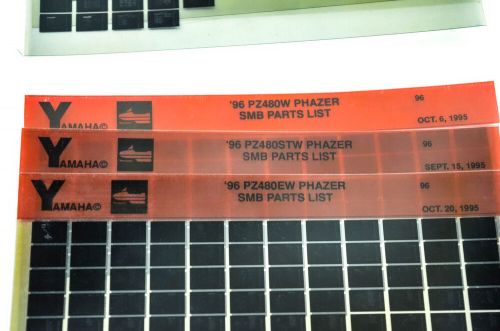 YAMAHA©
'96 PZ480W PHAZER
SMB PARTS LIST
96
OCT. 6, 1995
YAMAHA©
'96 PZ480STW PHAZER
SMB PARTS LIST
96
SEPT. 15, 1995
YAMAHA©
'96 PZ480EW PHAZER
SMB PARTS LIST
96
OCT. 20, 1995